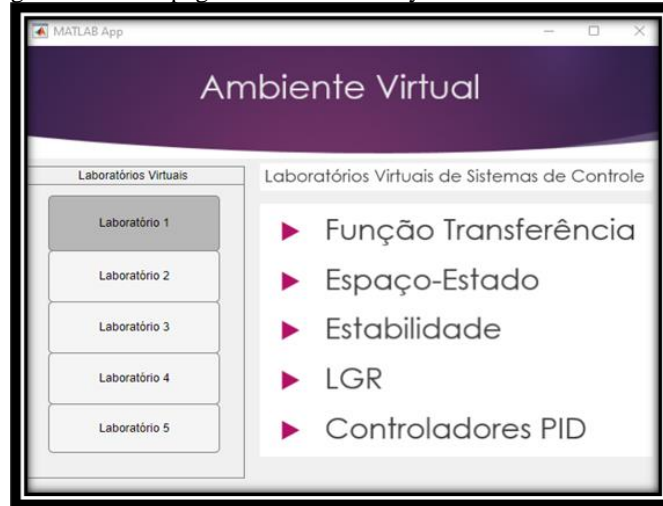 MATLAB App
Ambiente Virtual
Laboratórios Virtuais
Laboratório 1
Laboratório 2
Laboratório 3
Laboratório 4
Laboratório 5
Laboratórios Virtuais de Sistemas de Controle
Função Transferência
Espaço-Estado
Estabilidade
LGR
Controladores PID